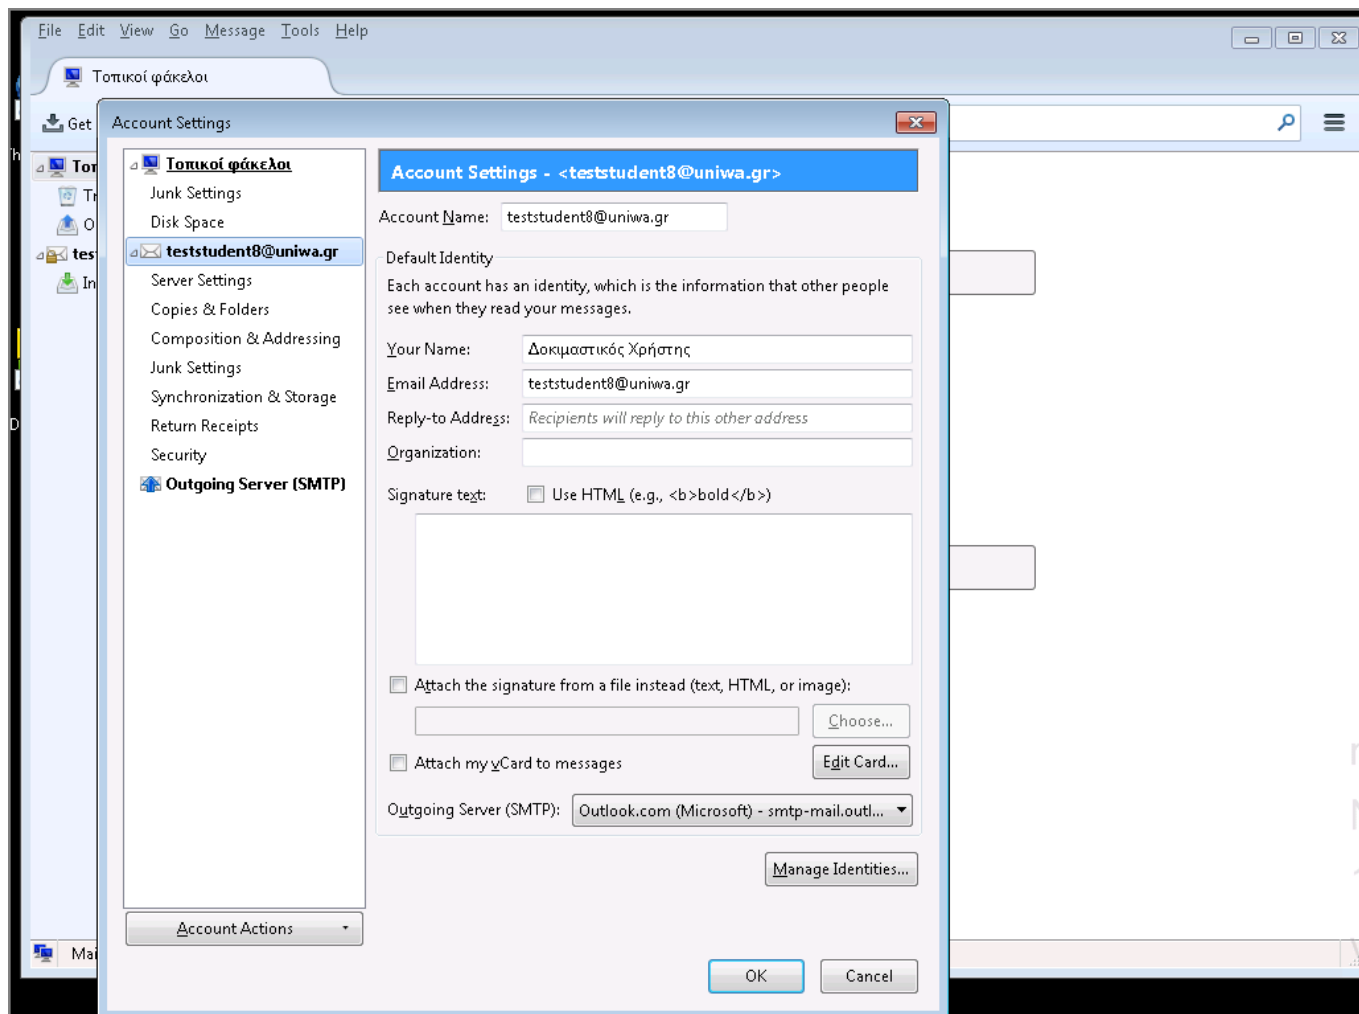 File Edit View Go Message Tools Help
Τοπικοί φάκελοι
Get
Account Settings
Τοπικοί φάκελοι
Junk Settings
Disk Space
teststudent8@uniwa.gr
Server Settings
Copies & Folders
Composition & Addressing
Junk Settings
Synchronization & Storage
Return Receipts
Security
Outgoing Server (SMTP)
Account Actions
Account Settings - <teststudent8@uniwa.gr>
Account Name: teststudent8@uniwa.gr
Default Identity
Each account has an identity, which is the information that other people
see when they read your messages.
Your Name: Δοκιμαστικός Χρήστης
Email Address: teststudent8@uniwa.gr
Reply-to Address: Recipients will reply to this other address
Organization:
Signature text: Use HTML (e.g., <b>bold</b>)
Attach the signature from a file instead (text, HTML, or image):
Choose...
Attach my vCard to messages Edit Card...
Outgoing Server (SMTP): Outlook.com (Microsoft) - smtp-mail.outl...
Manage Identities...
OK Cancel